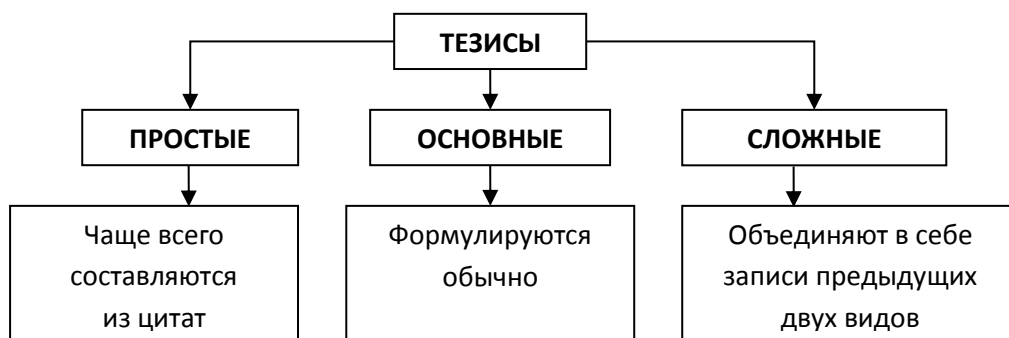 ТЕЗИСЫ
ПРОСТЫЕ
ОСНОВНЫЕ
СЛОЖНЫЕ
Чаще всего
составляются
из цитат
Формулируются
обычно
Объединяют в себе
записи предыдущих
двух видов